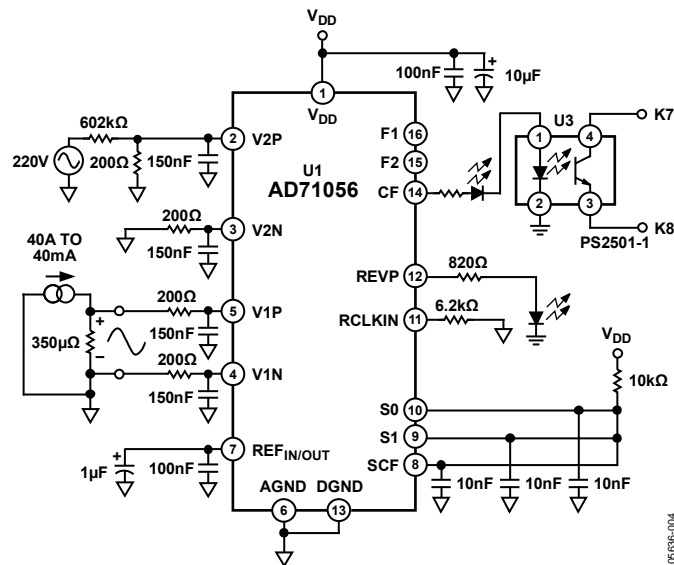 VDD
100nF
10µF
+
1
VDD
602kΩ
2
V2P
220V
200Ω
150nF
U1
AD71056
F1
16
F2
15
CF
14
U3
1
4
K7
2
3
K8
PS2501-1
200Ω
3
V2N
150nF
40A TO
40mA
200Ω
5
V1P
+
150nF
350µΩ
–
200Ω
4
V1N
150nF
REVP
12
820Ω
RCLKIN
11
6.2kΩ
VDD
10kΩ
S0
10
S1
9
SCF
8
10nF
10nF
10nF
7
REFIN/OUT
+
1µF
100nF
AGND
DGND
6
13
05636-004